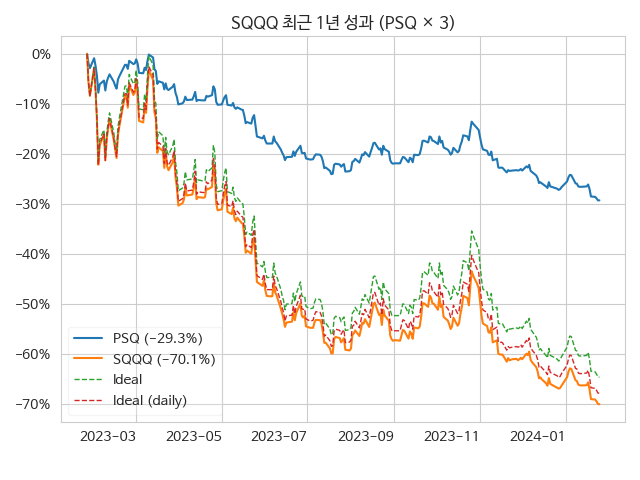 SQQQ 최근 1년 성과 (PSQ × 3)
0%
−10%
−20%
−30%
−40%
−50%
−60%
−70%
PSQ (−29.3%)
SQQQ (−70.1%)
Ideal
Ideal (daily)
2023−03
2023−05
2023−07
2023−09
2023−11
2024−01